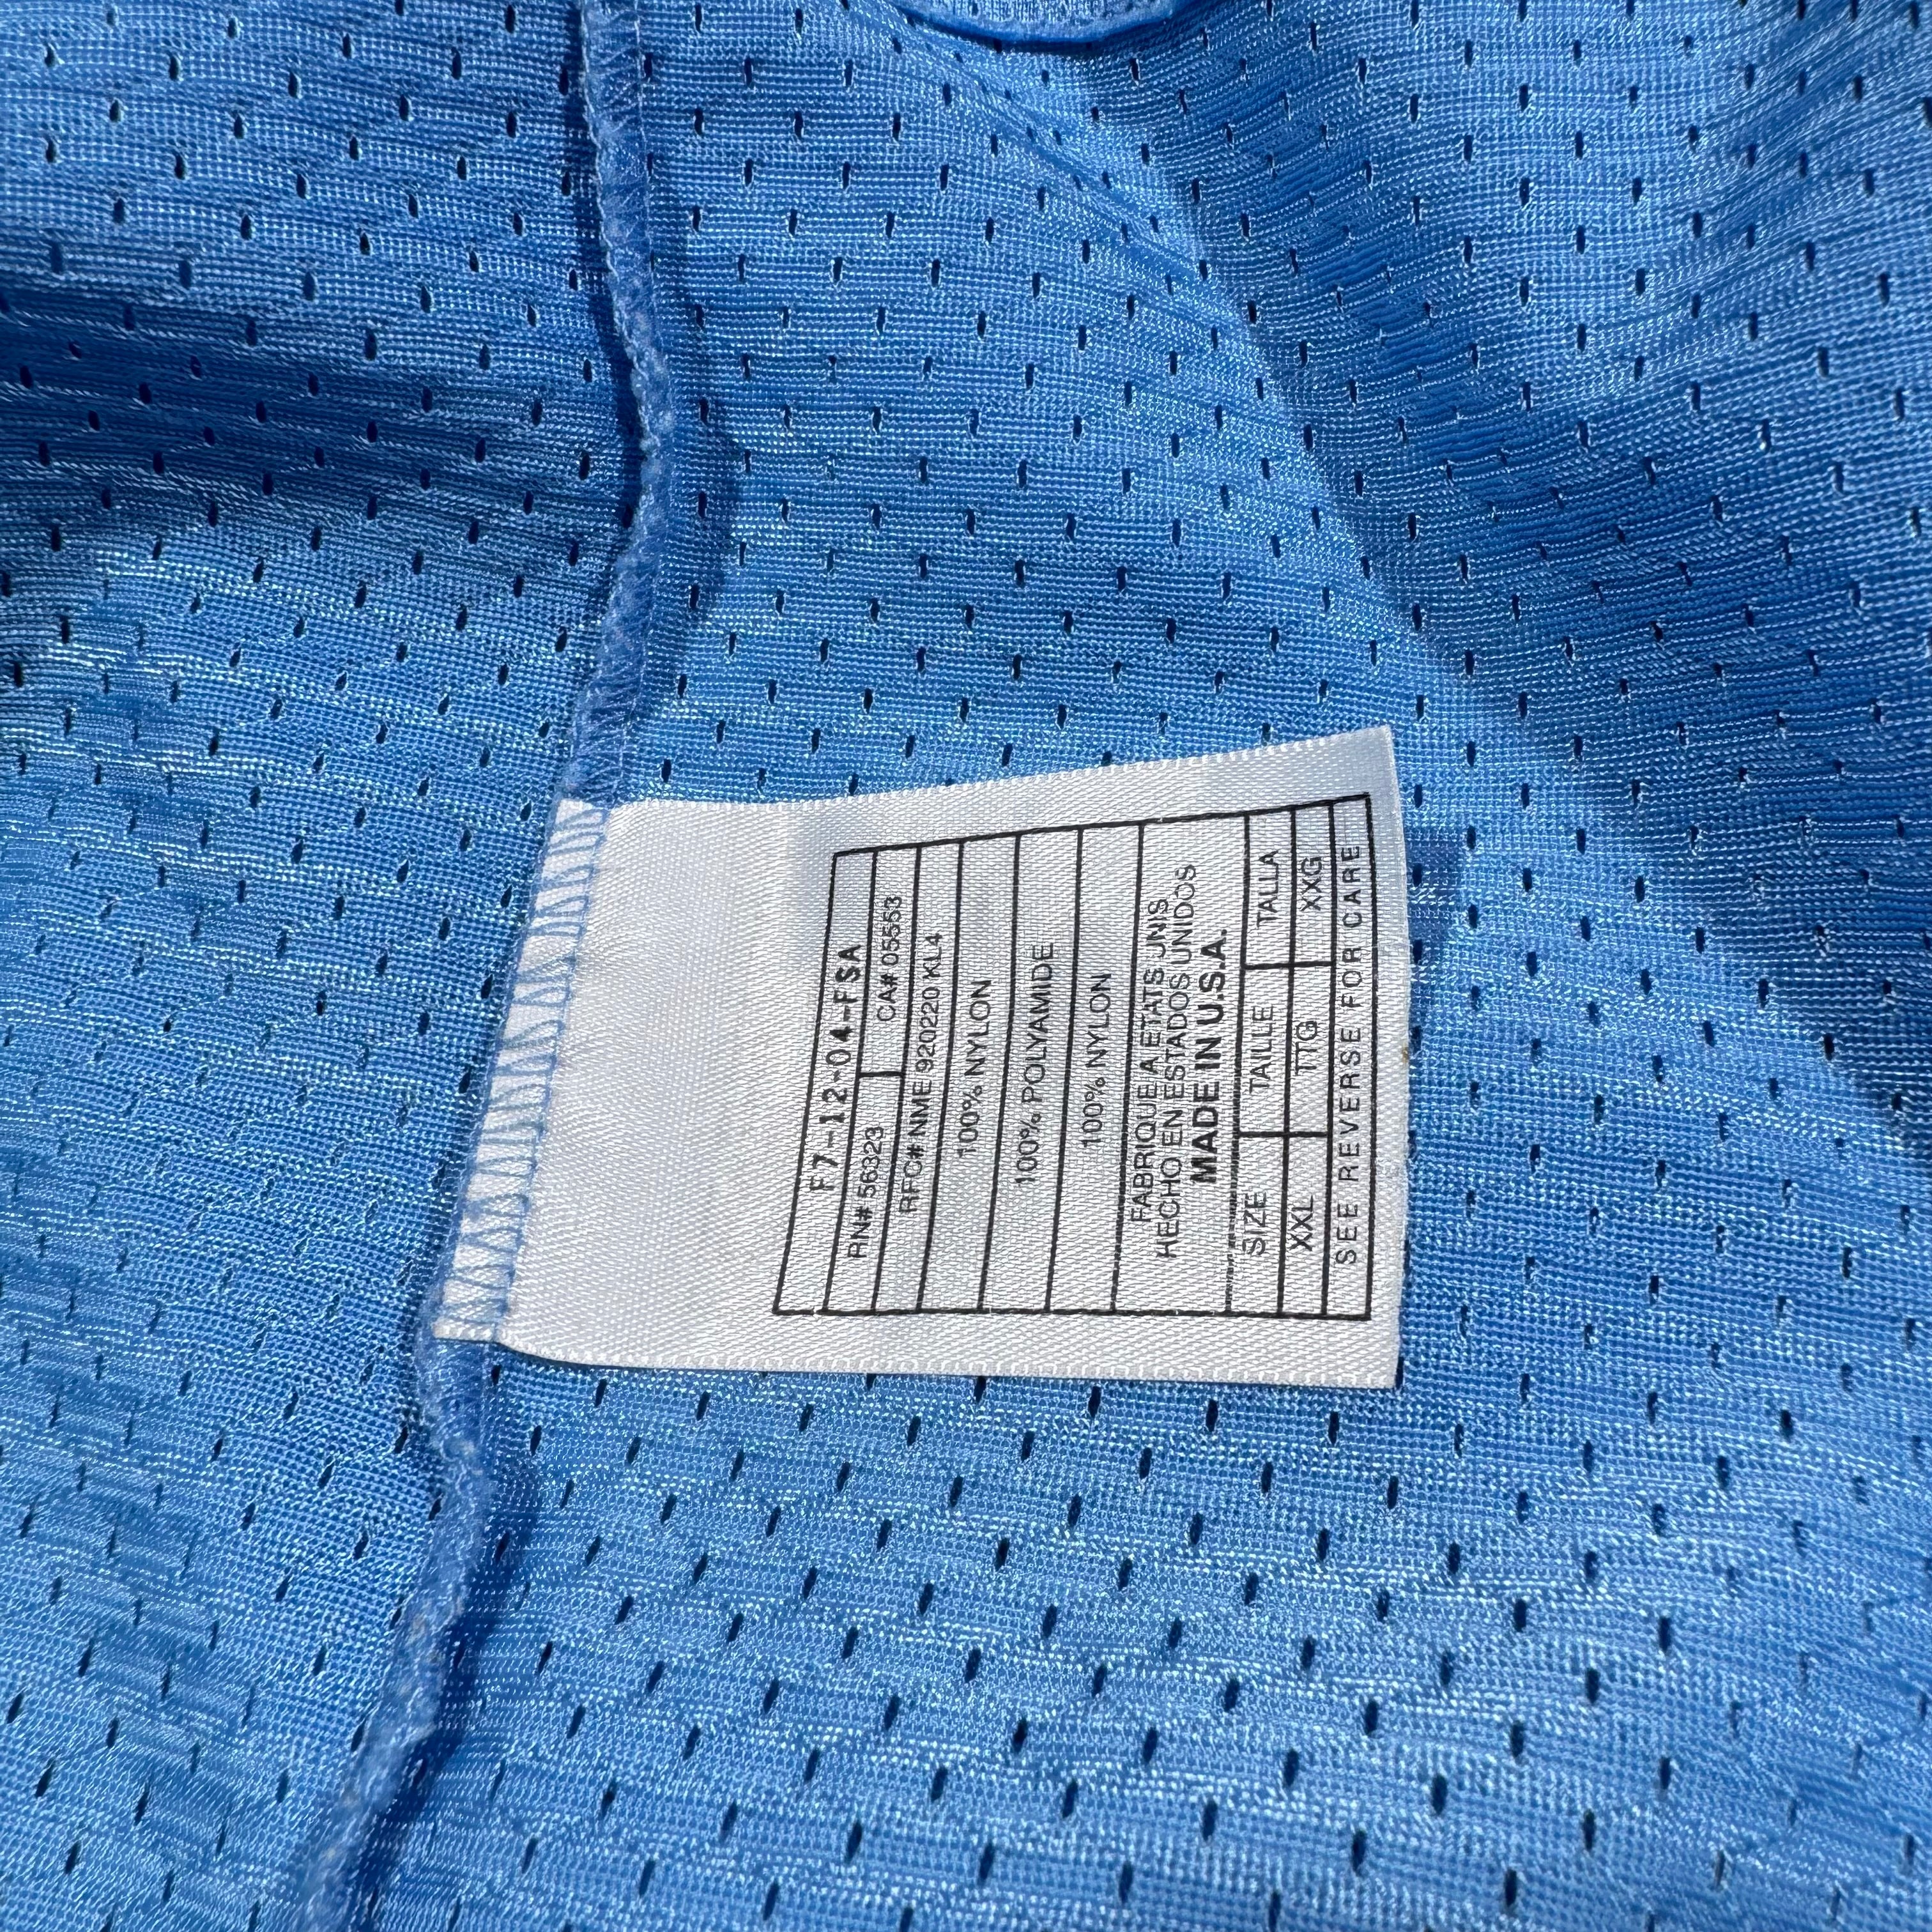 F7-12-04-FSA
RN# 56323 CA# 05553
RFC# NME 920220 KL4
100% NYLON
100% POLYAMIDE
100% NYLON
FABRIQUE A ETATS UNIS
HECHO EN ESTADOS UNIDOS
MADE IN U.S.A.
SIZE TAILLE TALLA
XXL TTG XXG
SEE REVERSE FOR CARE